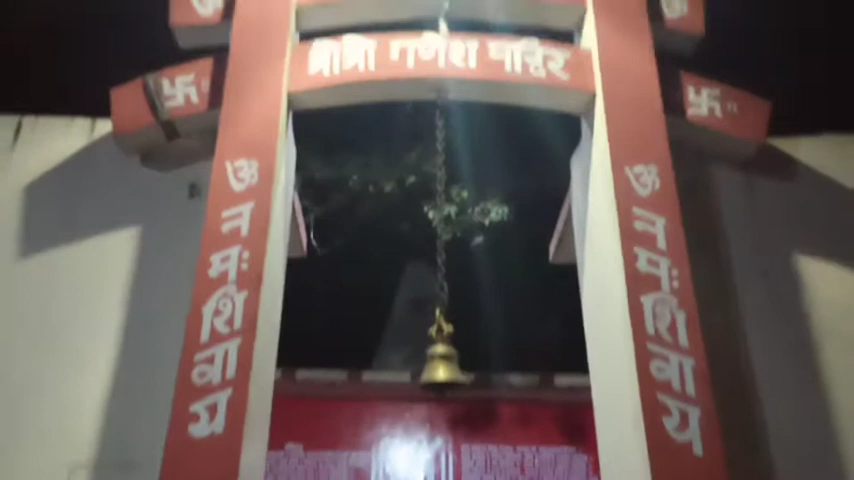 श्री श्री गणेश मन्दिर
ॐ नमः शिवाय
ॐ नमः शिवाय